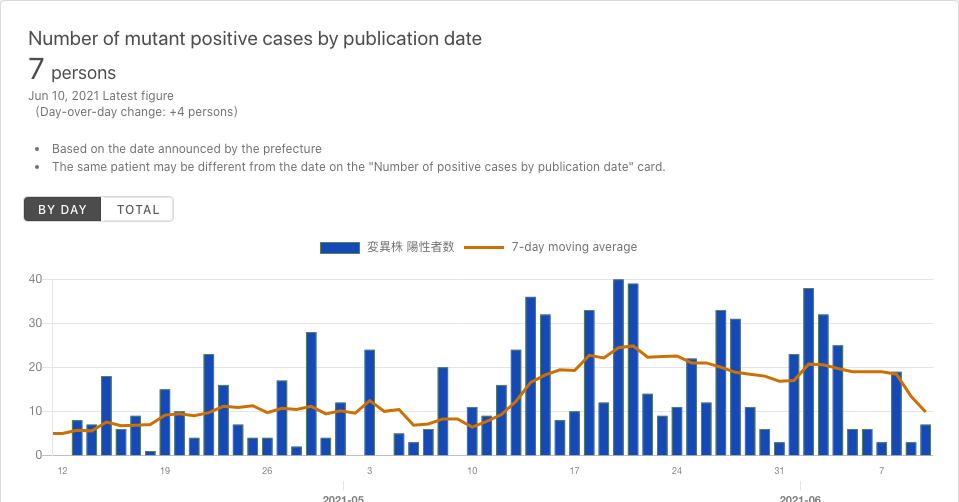 Number of mutant positive cases by publication date
7 persons
Jun 10, 2021 Latest figure
(Day-over-day change: +4 persons)
• Based on the date announced by the prefecture
• The same patient may be different from the date on the "Number of positive cases by publication date" card.
BY DAY TOTAL
変異株 陽性者数 7-day moving average
40
30
20
10
0
12 19 26 3 10 17 24 31 7
2021-05 2021-06